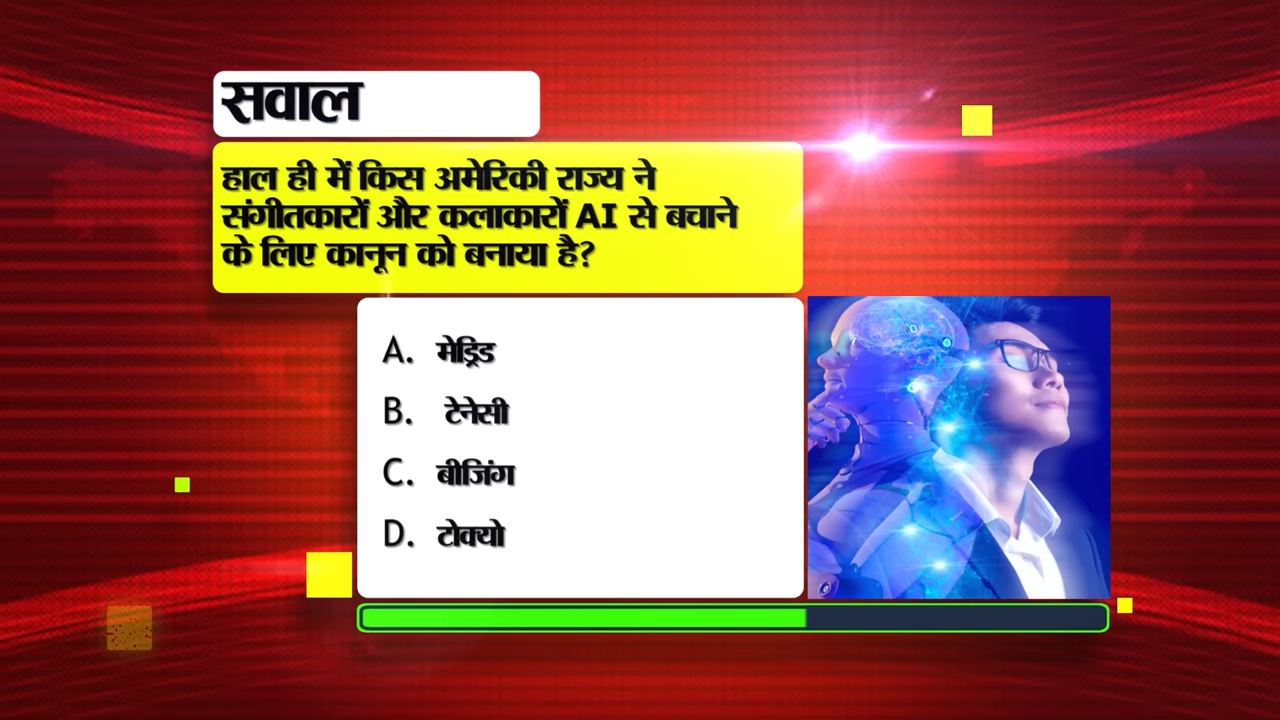 सवाल
हाल ही में किस अमेरिकी राज्य ने
संगीतकारों और कलाकारों AI से बचाने
के लिए कानून को बनाया है?
A. मेड्रिड
B. टेनेसी
C. बीजिंग
D. टोक्यो